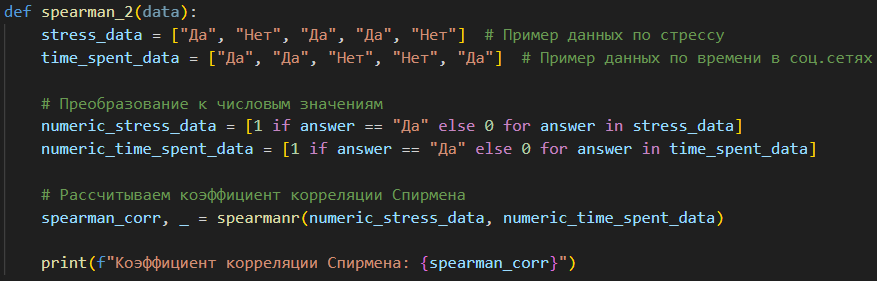 def spearman_2(data):
    stress_data = ["Да", "Нет", "Да", "Да", "Нет"]  # Пример данных по стрессу
    time_spent_data = ["Да", "Да", "Нет", "Нет", "Да"]  # Пример данных по времени в соц.сетях
    # Преобразование к числовым значениям
    numeric_stress_data = [1 if answer == "Да" else 0 for answer in stress_data]
    numeric_time_spent_data = [1 if answer == "Да" else 0 for answer in time_spent_data]
    # Рассчитываем коэффициент корреляции Спирмена
    spearman_corr, _ = spearmanr(numeric_stress_data, numeric_time_spent_data)
    print(f"Коэффициент корреляции Спирмена: {spearman_corr}")